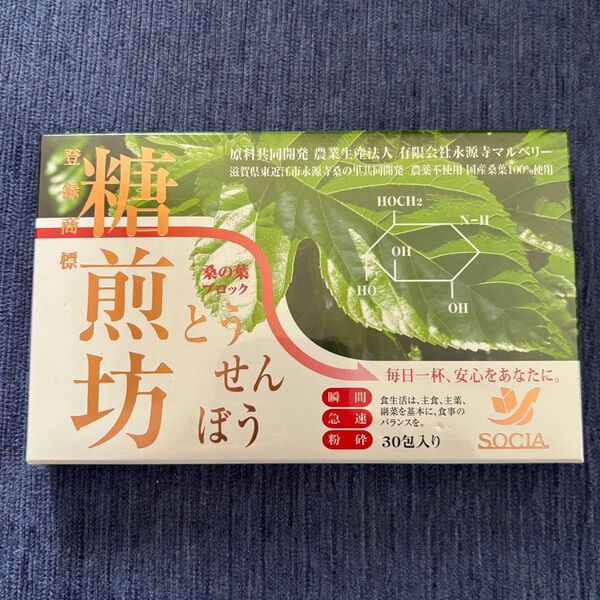 登録商標
糖煎坊
とうせんぼう
桑の葉
ブロック
原料共同開発 農業生産法人 有限会社永源寺マルベリー
滋賀県東近江市永源寺桑の里共同開発 農薬不使用 国産桑葉100%使用
HOCH2
N-H
OH
HO
OH
毎日一杯、安心をあなたに。
瞬間
急速
粉砕
食生活は、主食、主菜、
副菜を基本に、食事の
バランスを。
30包入り
SOCIA